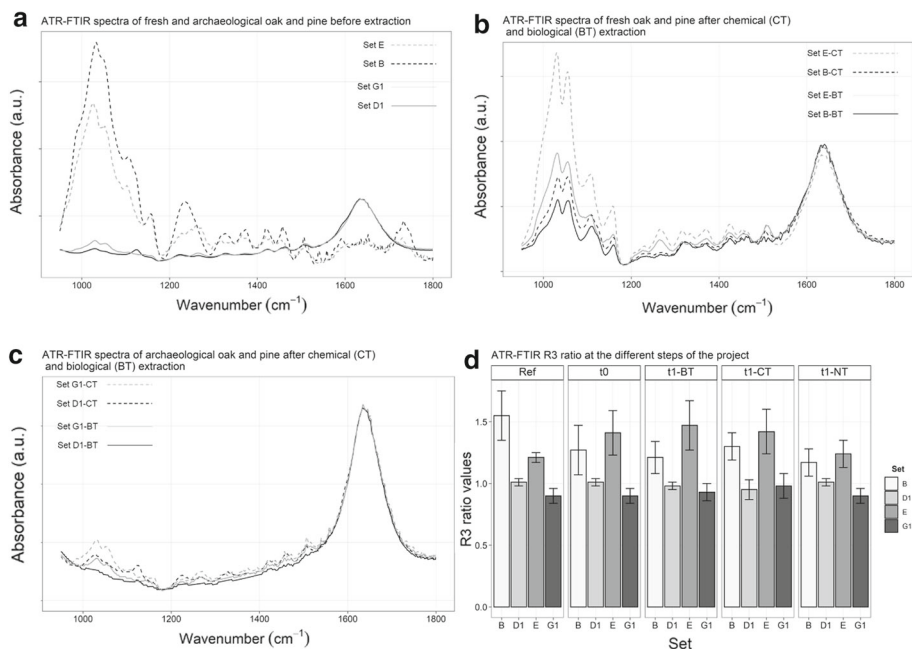 a
ATR-FTIR spectra of fresh and archaeological oak and pine before extraction
Absorbance (a.u.)
Set E
Set B
Set G1
Set D1
1000 1200 1400 1600 1800
Wavenumber (cm⁻¹)
b
ATR-FTIR spectra of fresh oak and pine after chemical (CT)
and biological (BT) extraction
Absorbance (a.u.)
Set E-CT
Set B-CT
Set E-BT
Set B-BT
1000 1200 1400 1600 1800
Wavenumber (cm⁻¹)
c
ATR-FTIR spectra of archaeological oak and pine after chemical (CT)
and biological (BT) extraction
Absorbance (a.u.)
Set G1-CT
Set D1-CT
Set G1-BT
Set D1-BT
1000 1200 1400 1600 1800
Wavenumber (cm⁻¹)
d
ATR-FTIR R3 ratio at the different steps of the project
Ref t0 t1-BT t1-CT t1-NT
R3 ratio values
1.5
1.0
0.5
0.0
B D1 E G1 B D1 E G1 B D1 E G1 B D1 E G1 B D1 E G1
Set
Set
B
D1
E
G1